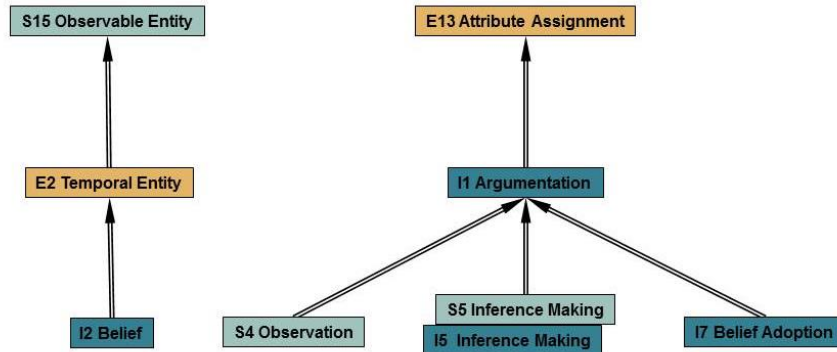 S15 Observable Entity
E13 Attribute Assignment
E2 Temporal Entity
I1 Argumentation
I2 Belief
S4 Observation
S5 Inference Making
I5 Inference Making
I7 Belief Adoption